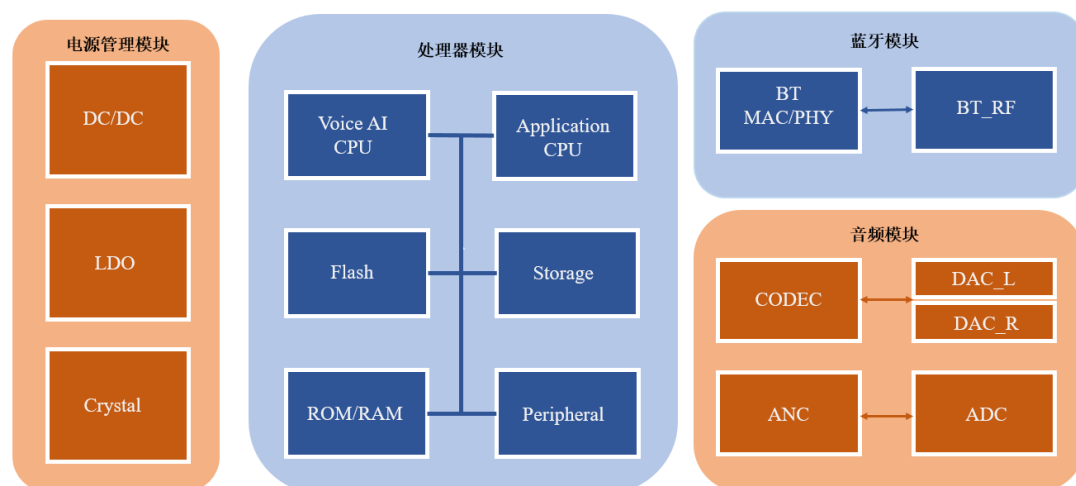 电源管理模块
DC/DC
LDO
Crystal
处理器模块
Voice AI
CPU
Application
CPU
Flash
Storage
ROM/RAM
Peripheral
蓝牙模块
BT
MAC/PHY
BT_RF
音频模块
CODEC
DAC_L
DAC_R
ANC
ADC